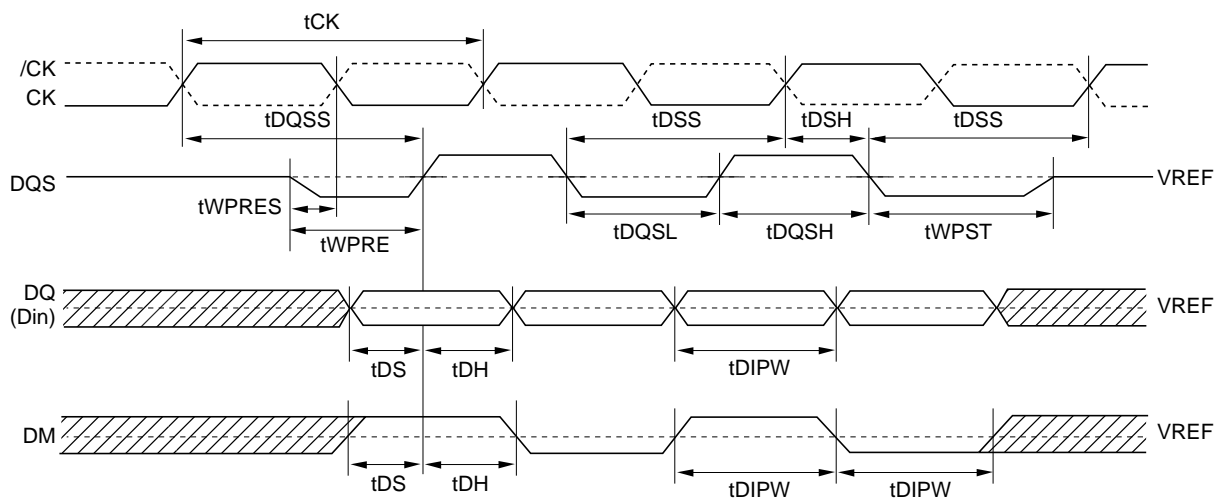 tCK
/CK
CK
tDQSS tDSS tDSH tDSS
DQS VREF
tWPRES
tWPRE tDQSL tDQSH tWPST
DQ
(Din) VREF
tDS tDH tDIPW
DM VREF
tDS tDH tDIPW tDIPW